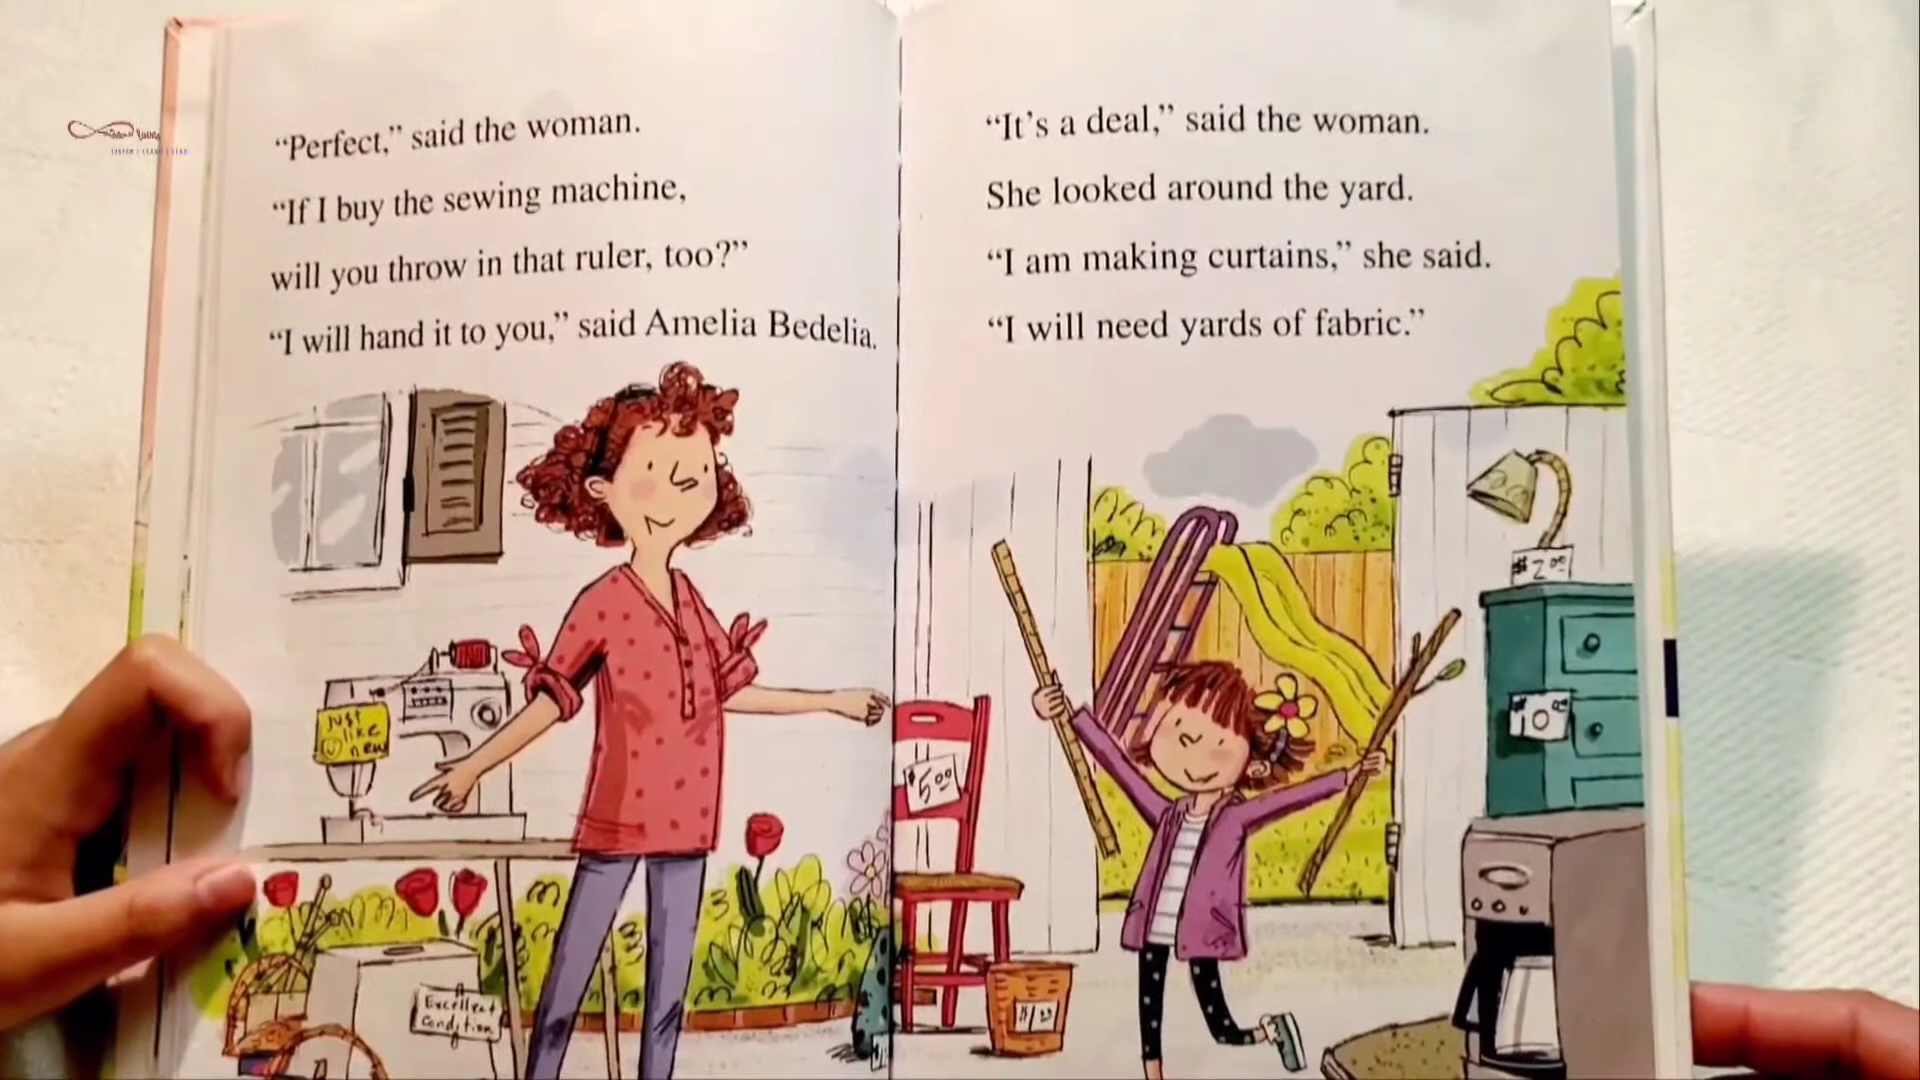 “Perfect,” said the woman.
“If I buy the sewing machine,
will you throw in that ruler, too?”
“I will hand it to you,” said Amelia Bedelia.
“It’s a deal,” said the woman.
She looked around the yard.
“I am making curtains,” she said.
“I will need yards of fabric.”
just
like
new
Excellent
condition
$5.00
$2.00